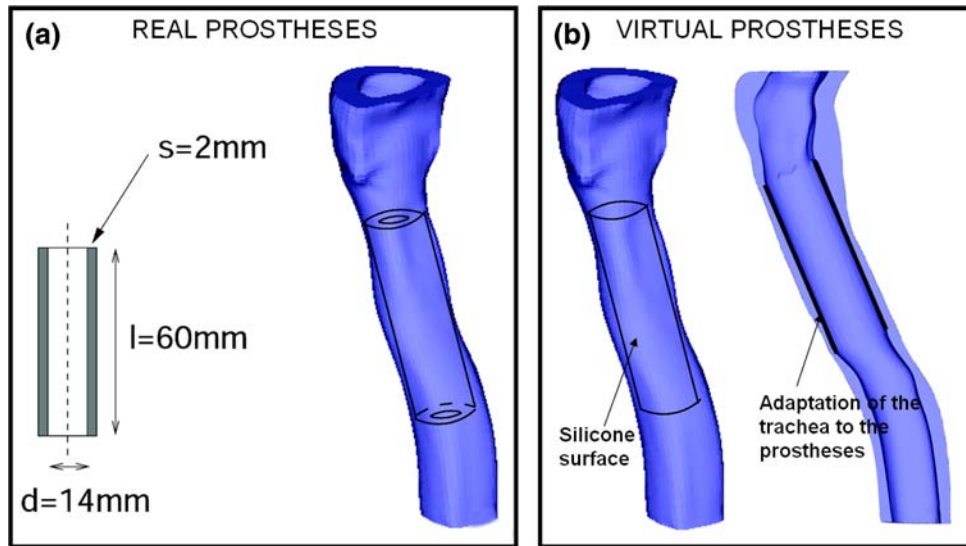 (a) REAL PROSTHESES
s=2mm
l=60mm
d=14mm
(b) VIRTUAL PROSTHESES
Silicone
surface
Adaptation of the
trachea to the
prostheses